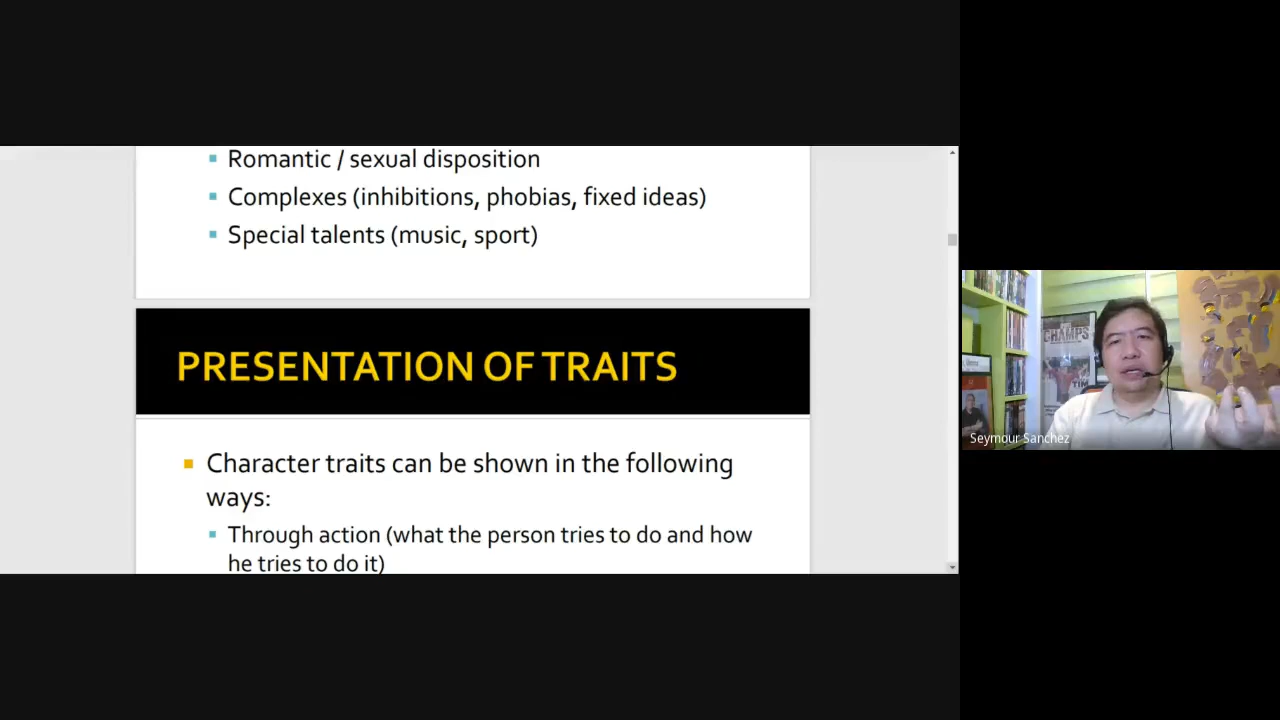 Romantic / sexual disposition
Complexes (inhibitions, phobias, fixed ideas)
Special talents (music, sport)
PRESENTATION OF TRAITS
Character traits can be shown in the following
ways:
Through action (what the person tries to do and how
he tries to do it)
CHAMPS
TIM
Seymour Sanchez